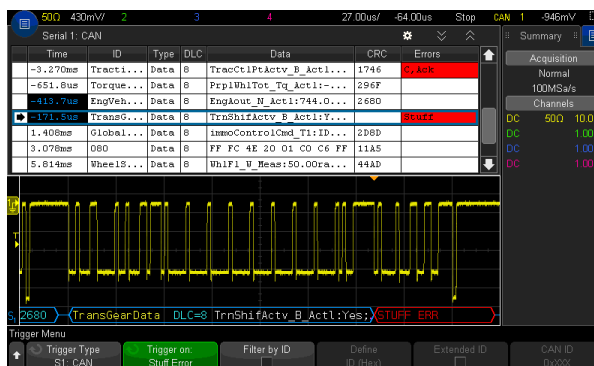 50Ω 430mV/ 2 3 4 27.00us/ -64.00us Stop CAN 1 -946mV
Serial 1: CAN
Summary
Time ID Type DLC Data CRC Errors
-3.270ms Tracti... Data 8 TracCtlPtActv_B_Actl... 1746 C,Ack
-651.8us Torque... Data 8 PrplWhlTot_Tq_Actl:-... 296F
-413.7us EngVeh... Data 8 EngAout_N_Actl:744.0... 2680
-171.5us TransG... Data 8 TrnShifActv_B_Actl:Y... Stuff
1.408ms Global... Data 8 immoControlCmd_T1:ID... 2D8D
3.078ms 080 Data 8 FF FC 4E 20 01 C0 C6 FF 11A5
5.814ms WheelS... Data 8 WhlFl_W_Meas:50.00ra... 44AD
Acquisition
Normal
100MSa/s
Channels
DC 50Ω 10.0
DC 1.00
DC 1.00
DC 1.00
T
S1 2680 TransGearData DLC=8 TrnShifActv_B_Actl:Yes; STUFF ERR
Trigger Menu
Trigger Type Trigger on: Filter by ID Define Extended ID CAN ID
S1: CAN Stuff Error ID (Hex) 0xXXX